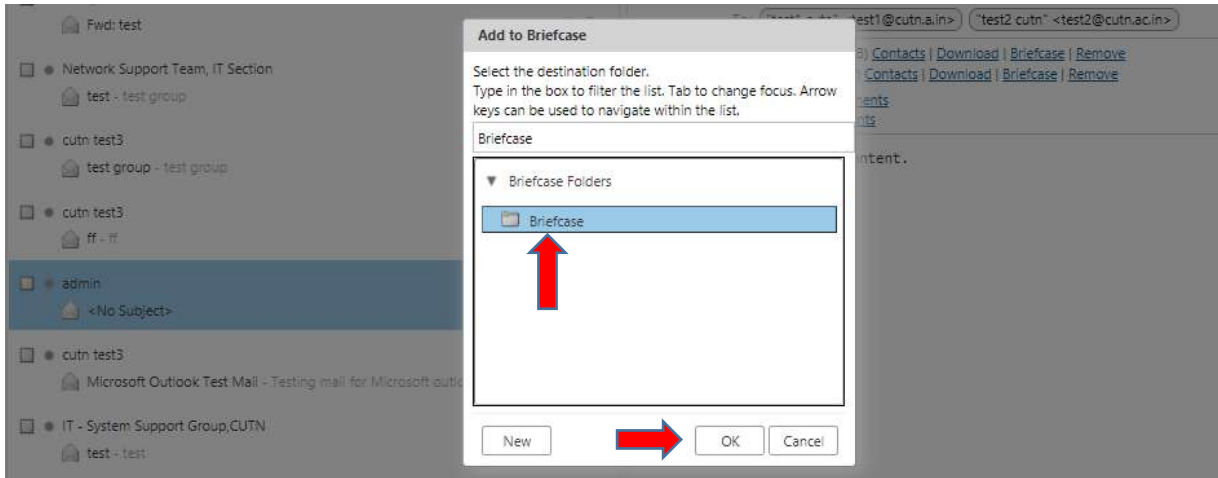 Fwd: test
Network Support Team, IT Section
test - test group
cutn test3
test group - test group
cutn test3
ff - ff
admin
<No Subject>
cutn test3
Microsoft Outlook Test Mail - Testing mail for Microsoft
IT - System Support Group,CUTN
test - test
Add to Briefcase
Select the destination folder.
Type in the box to filter the list. Tab to change focus. Arrow
keys can be used to navigate within the list.
Briefcase
Briefcase Folders
Briefcase
New
OK
Cancel
<test1@cutn.a.in> "test2 cutn" <test2@cutn.ac.in>
Contacts | Download | Briefcase | Remove
Contacts | Download | Briefcase | Remove